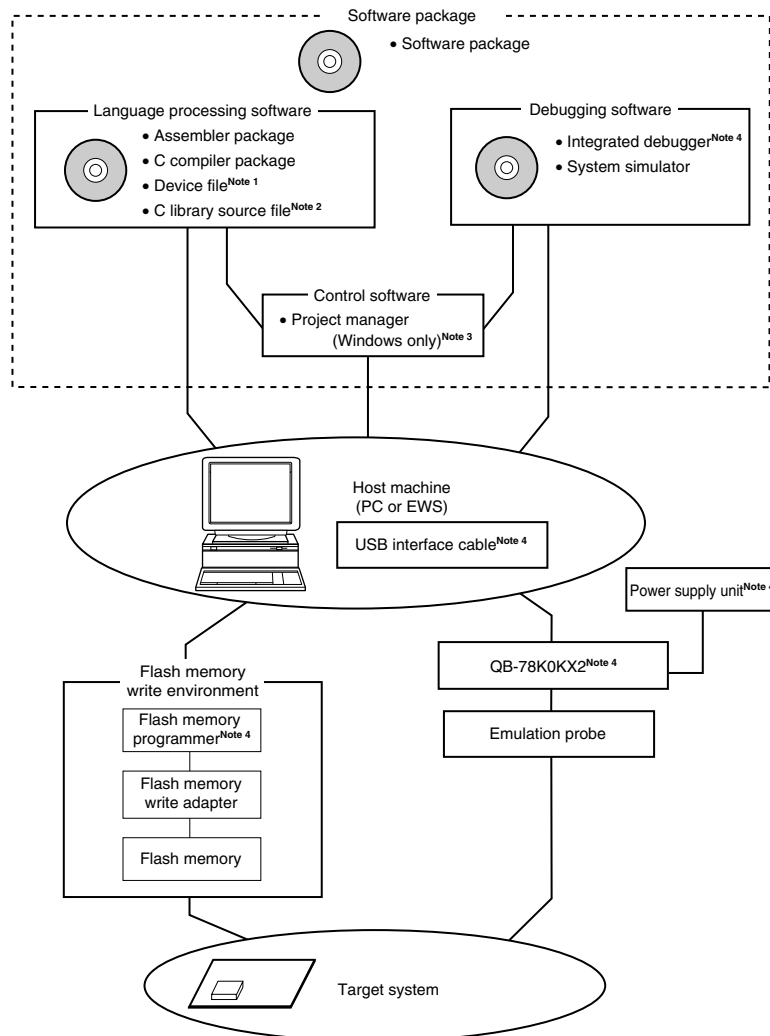 Software package
• Software package
Language processing software
• Assembler package
• C compiler package
• Device fileNote 1
• C library source fileNote 2
Debugging software
• Integrated debuggerNote 4
• System simulator
Control software
• Project manager
(Windows only)Note 3
Host machine
(PC or EWS)
USB interface cableNote 4
Power supply unitNote 4
QB-78K0KX2Note 4
Emulation probe
Flash memory
write environment
Flash memory
programmerNote 4
Flash memory
write adapter
Flash memory
Target system